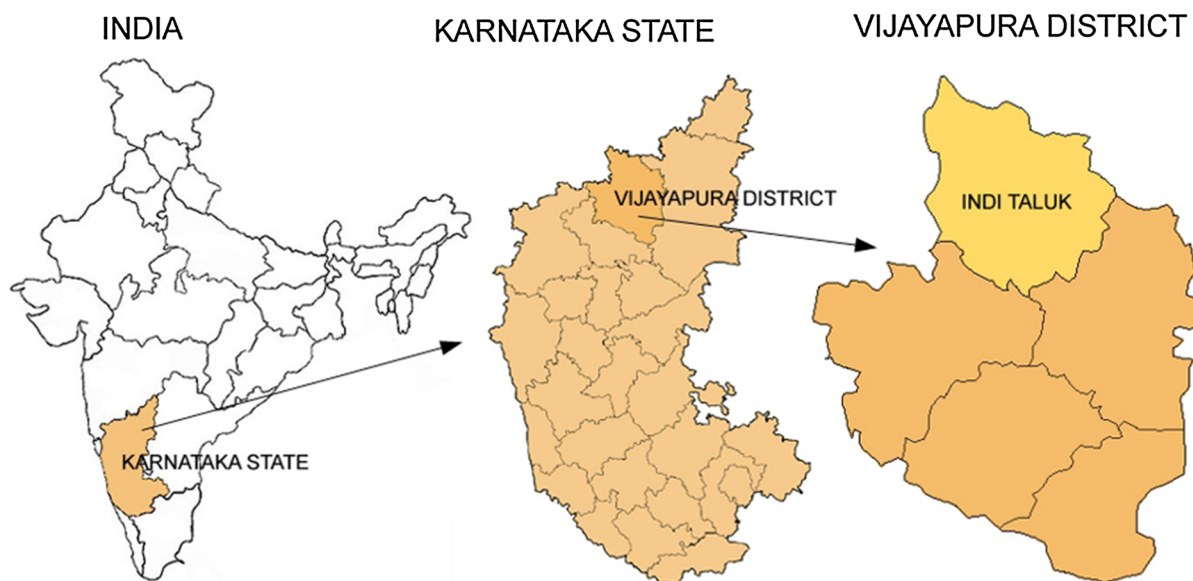 INDIA
KARNATAKA STATE
VIJAYAPURA DISTRICT
VIJAYAPURA DISTRICT
INDI TALUK
KARNATAKA STATE